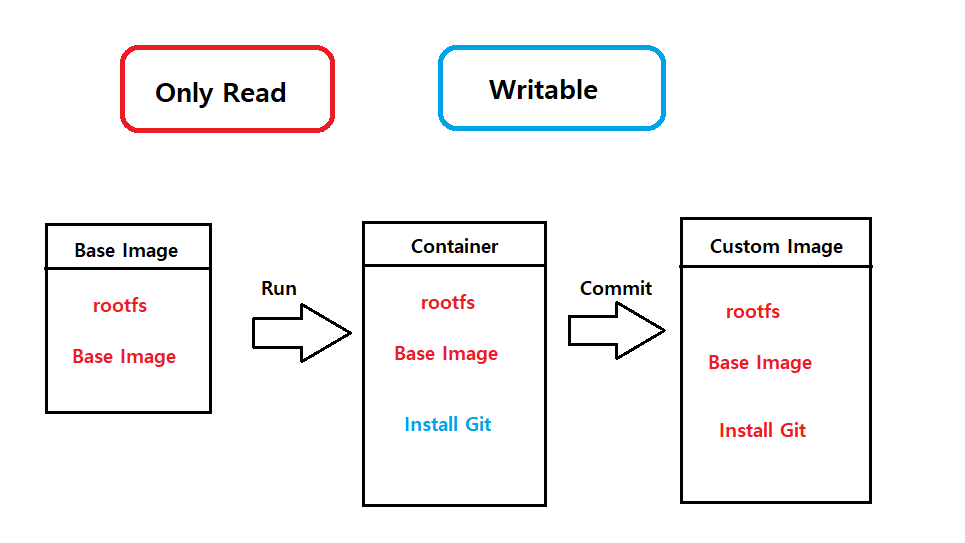 Only Read
Writable
Base Image
rootfs
Base Image
Run
Container
rootfs
Base Image
Install Git
Commit
Custom Image
rootfs
Base Image
Install Git